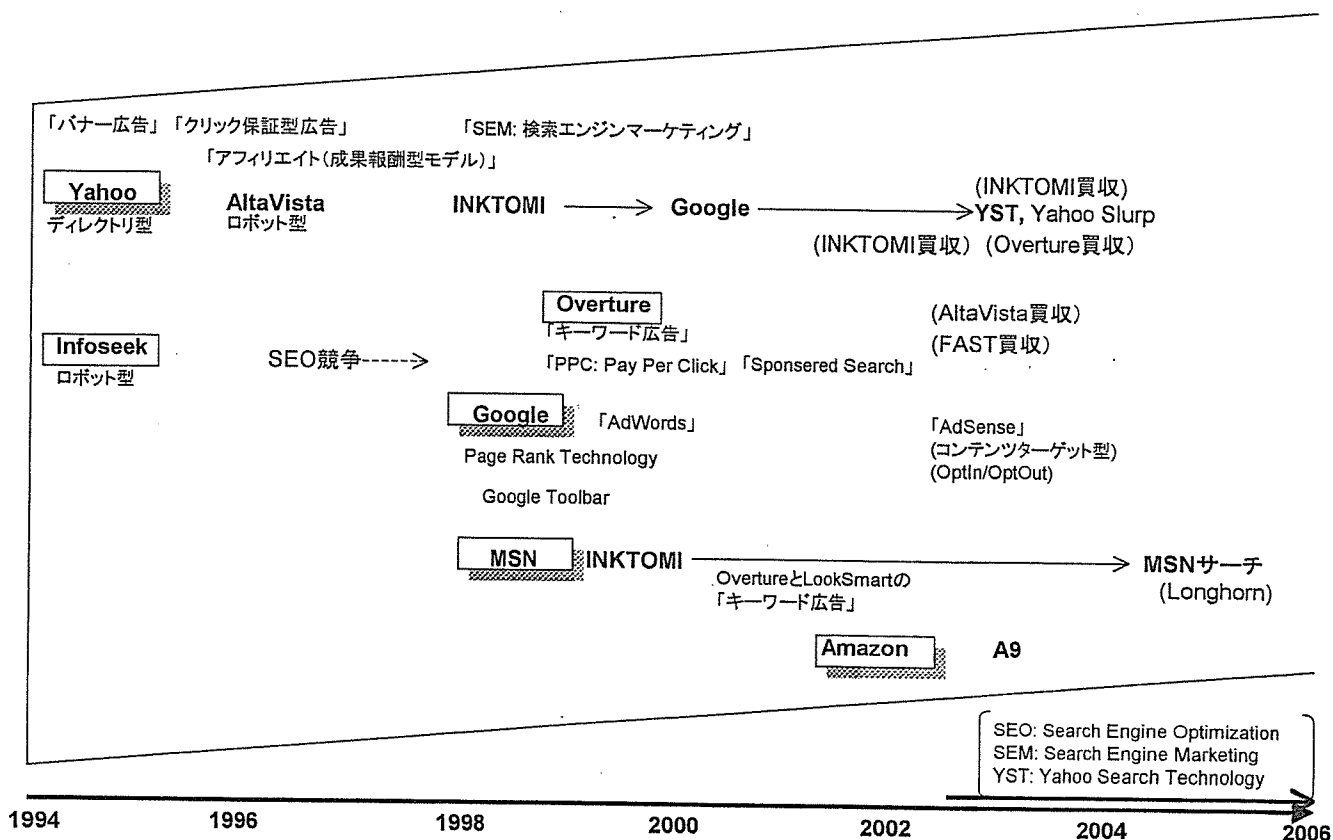 「バナー広告」「クリック保証型広告」
「SEM: 検索エンジンマーケティング」
「アフィリエイト（成果報酬型モデル）」
Yahoo
ディレクトリ型
AltaVista
ロボット型
INKTOMI
Google
(INKTOMI買収)
YST, Yahoo Slurp
(INKTOMI買収) (Overture買収)
Infoseek
ロボット型
SEO競争
Overture
「キーワード広告」
「PPC: Pay Per Click」「Sponsered Search」
(AltaVista買収)
(FAST買収)
Google
「AdWords」
Page Rank Technology
Google Toolbar
「AdSense」
(コンテンツターゲット型)
(OptIn/OptOut)
MSN
INKTOMI
OvertureとLookSmartの
「キーワード広告」
MSNサーチ
(Longhorn)
Amazon
A9
SEO: Search Engine Optimization
SEM: Search Engine Marketing
YST: Yahoo Search Technology
1994 1996 1998 2000 2002 2004 2006